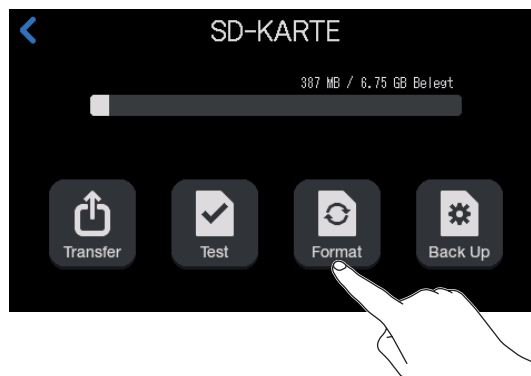 SD-KARTE
387 MB / 6.75 GB Belegt
Transfer
Test
Format
Back Up